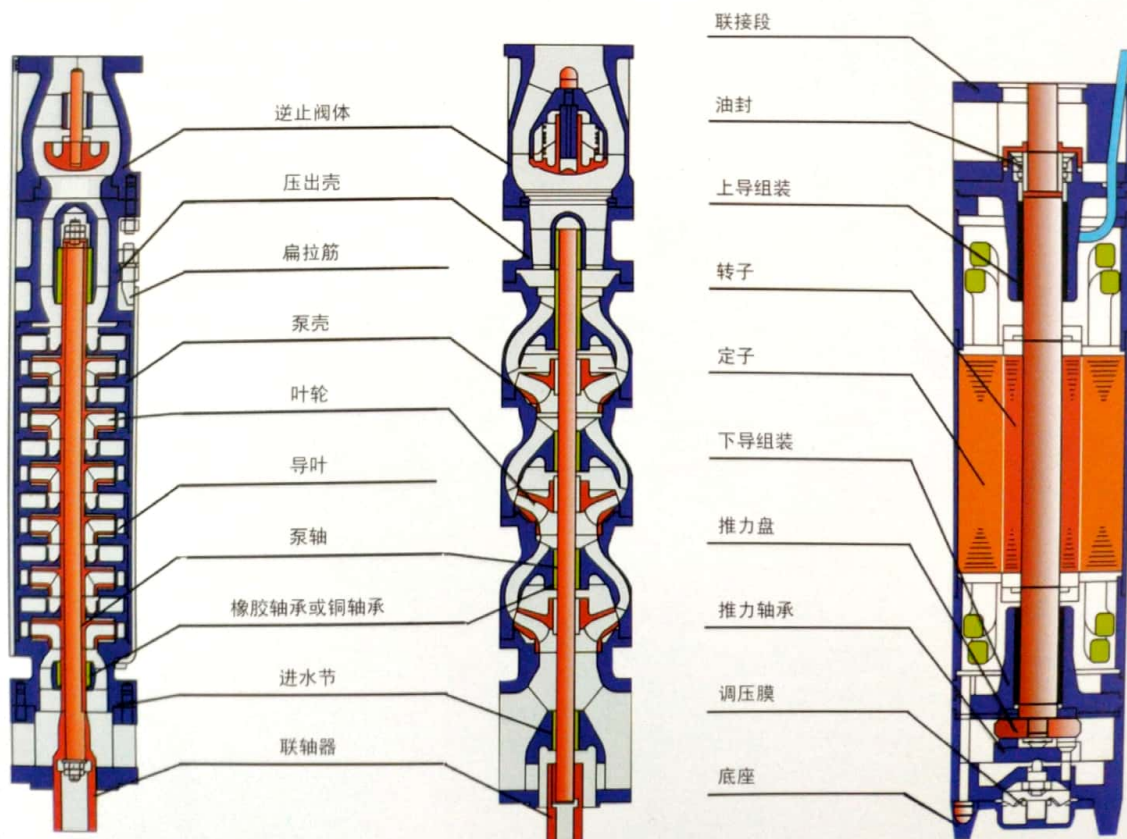 逆止阀体
压出壳
扁拉筋
泵壳
叶轮
导叶
泵轴
橡胶轴承或铜轴承
进水节
联轴器
联接段
油封
上导组装
转子
定子
下导组装
推力盘
推力轴承
调压膜
底座